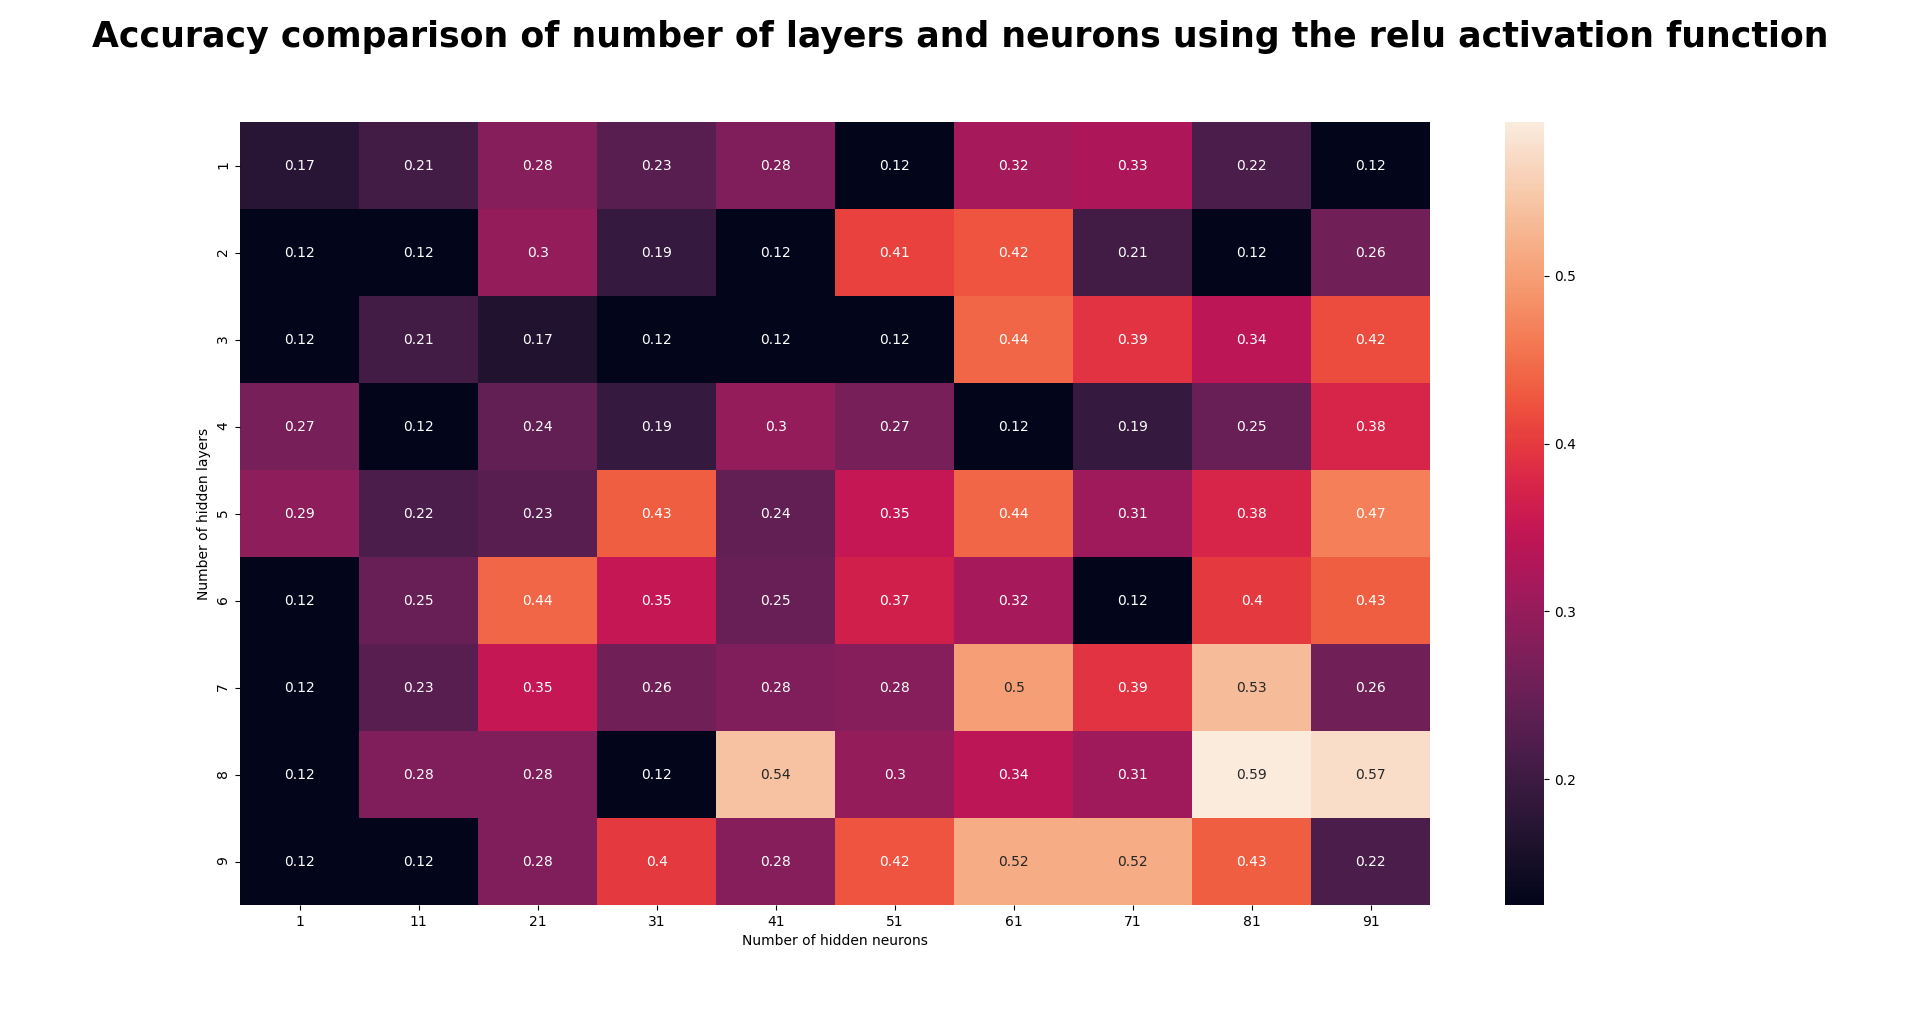 Accuracy comparison of number of layers and neurons using the relu activation function
1 0.17 0.21 0.28 0.23 0.28 0.12 0.32 0.33 0.22 0.12
2 0.12 0.12 0.3 0.19 0.12 0.41 0.42 0.21 0.12 0.26
0.5
3 0.12 0.21 0.17 0.12 0.12 0.12 0.44 0.39 0.34 0.42
4 0.27 0.12 0.24 0.19 0.3 0.27 0.12 0.19 0.25 0.38
0.4
Number of hidden layers
5 0.29 0.22 0.23 0.43 0.24 0.35 0.44 0.31 0.38 0.47
6 0.12 0.25 0.44 0.35 0.25 0.37 0.32 0.12 0.4 0.43
0.3
7 0.12 0.23 0.35 0.26 0.28 0.28 0.5 0.39 0.53 0.26
8 0.12 0.28 0.28 0.12 0.54 0.3 0.34 0.31 0.59 0.57
0.2
9 0.12 0.12 0.28 0.4 0.28 0.42 0.52 0.52 0.43 0.22
1 11 21 31 41 51 61 71 81 91
Number of hidden neurons